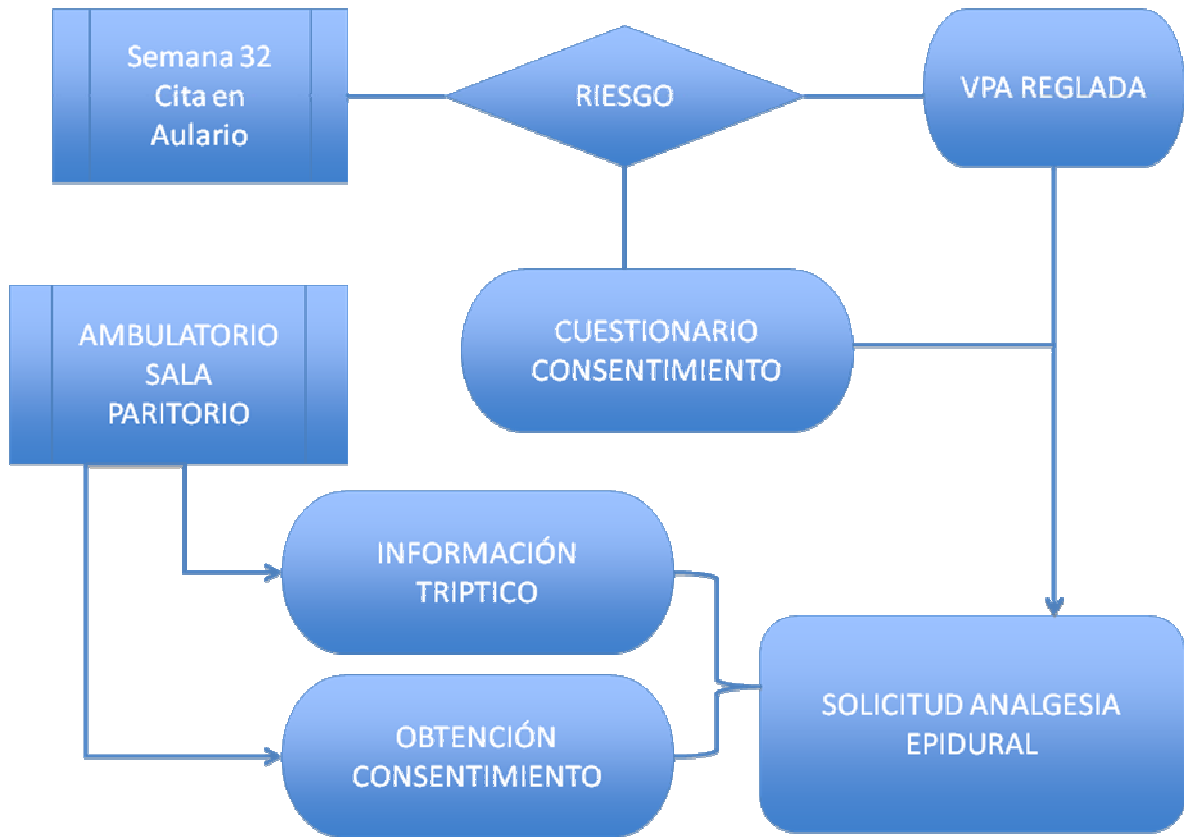 Semana 32
Cita en
Aulario
RIESGO
VPA REGLADA
CUESTIONARIO
CONSENTIMIENTO
AMBULATORIO
SALA
PARITORIO
INFORMACIÓN
TRIPTICO
OBTENCIÓN
CONSENTIMIENTO
SOLICITUD ANALGESIA
EPIDURAL